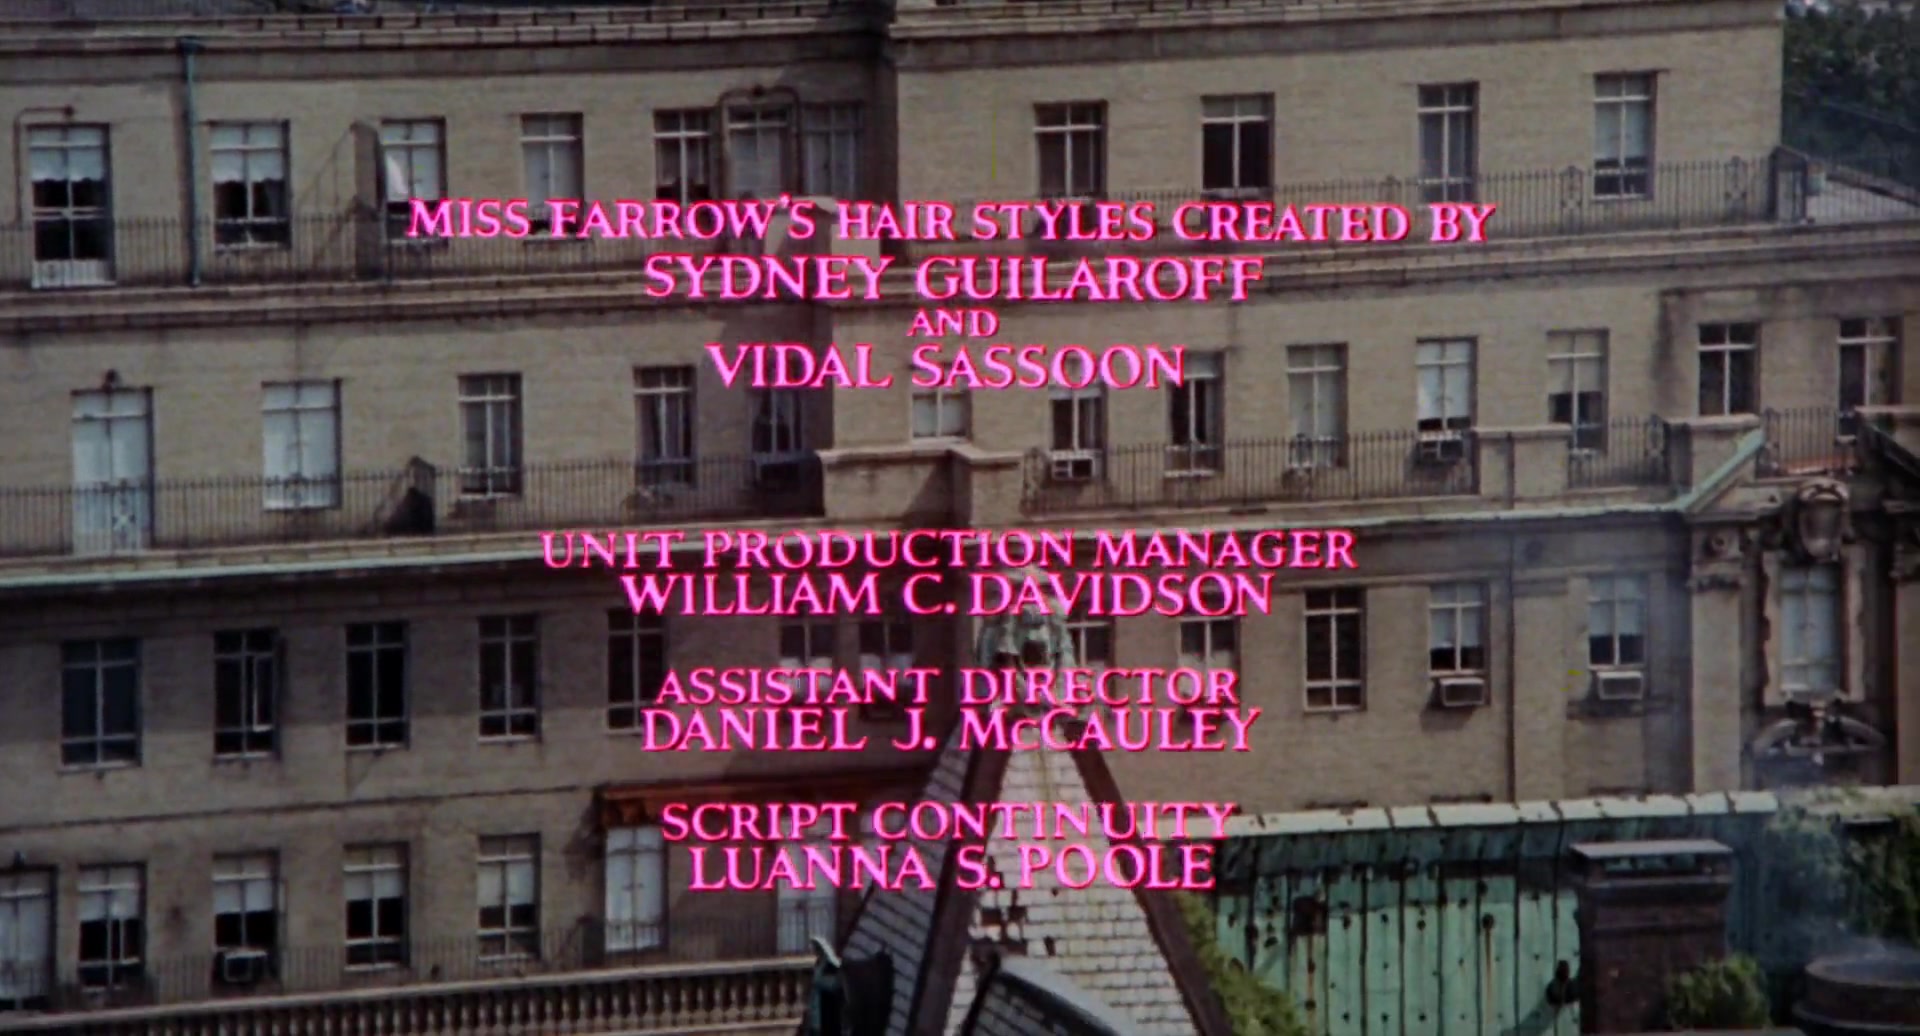 MISS FARROW'S HAIR STYLES CREATED BY
SYDNEY GUILAROFF
AND
VIDAL SASSOON
UNIT PRODUCTION MANAGER
WILLIAM C. DAVIDSON
ASSISTANT DIRECTOR
DANIEL J. McCAULEY
SCRIPT CONTINUITY
LUANNA S. POOLE